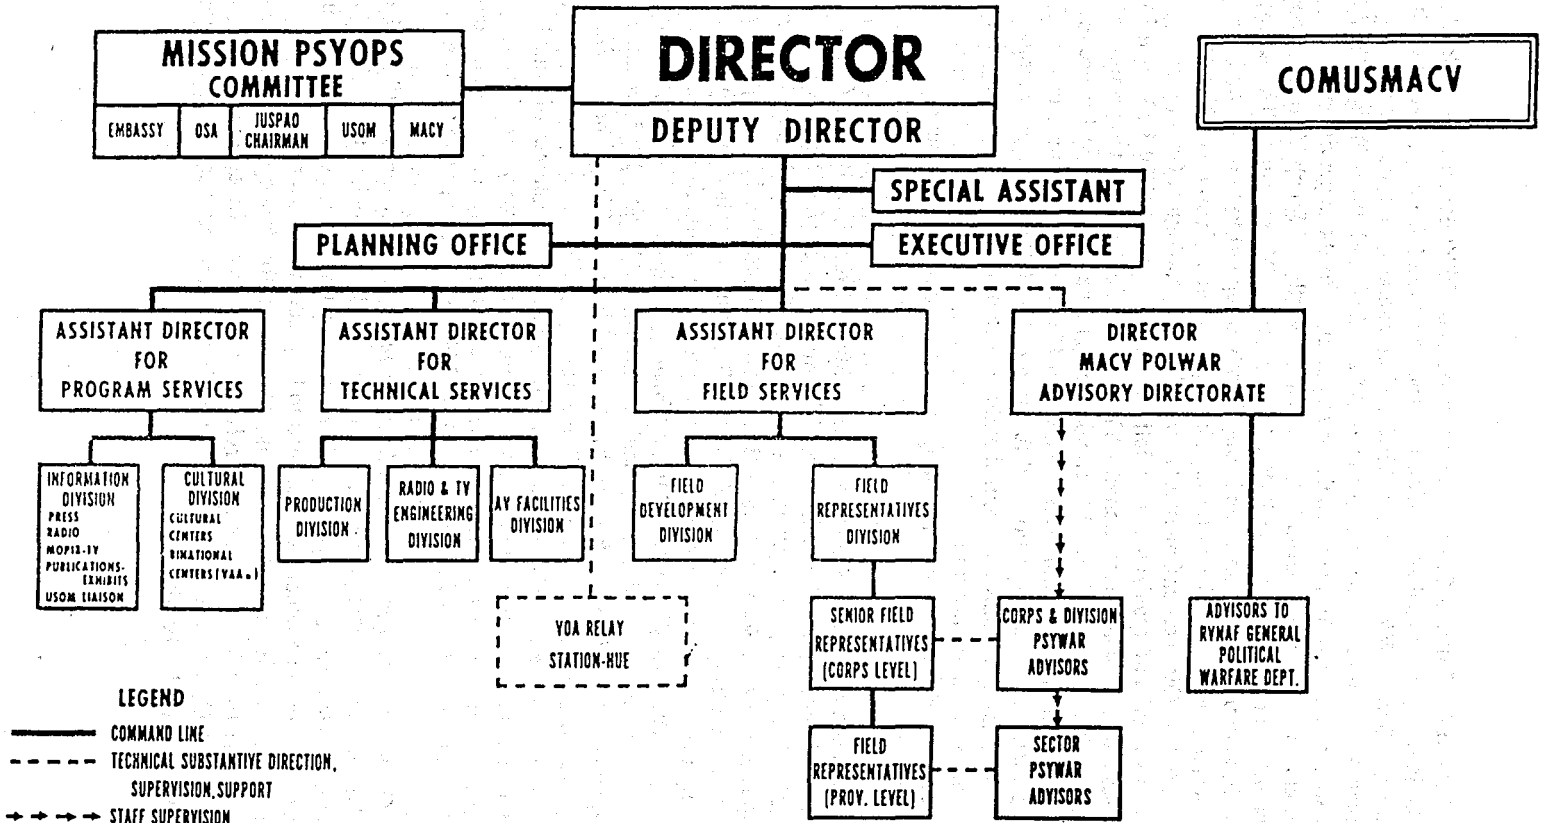 MISSION PSYOPS
COMMITTEE
EMBASSY
OSA
JUSPAO
CHAIRMAN
USOM
MACV
DIRECTOR
DEPUTY DIRECTOR
COMUSMACV
SPECIAL ASSISTANT
PLANNING OFFICE
EXECUTIVE OFFICE
ASSISTANT DIRECTOR
FOR
PROGRAM SERVICES
ASSISTANT DIRECTOR
FOR
TECHNICAL SERVICES
ASSISTANT DIRECTOR
FOR
FIELD SERVICES
DIRECTOR
MACV POLWAR
ADVISORY DIRECTORATE
INFORMATION
DIVISION
PRESS
RADIO
MOPIX-TV
PUBLICATIONS-
EXHIBITS
USOM LIAISON
CULTURAL
DIVISION
CULTURAL
CENTERS
BINATIONAL
CENTERS (VAA.)
PRODUCTION
DIVISION
RADIO & TV
ENGINEERING
DIVISION
AV FACILITIES
DIVISION
FIELD
DEVELOPMENT
DIVISION
FIELD
REPRESENTATIVES
DIVISION
VOA RELAY
STATION-HUE
SENIOR FIELD
REPRESENTATIVES
(CORPS LEVEL)
CORPS & DIVISION
PSYWAR
ADVISORS
ADVISORS TO
RVNAF GENERAL
POLITICAL
WARFARE DEPT.
FIELD
REPRESENTATIVES
(PROV. LEVEL)
SECTOR
PSYWAR
ADVISORS
LEGEND
COMMAND LINE
TECHNICAL SUBSTANTIVE DIRECTION,
SUPERVISION, SUPPORT
STAFF SUPERVISION